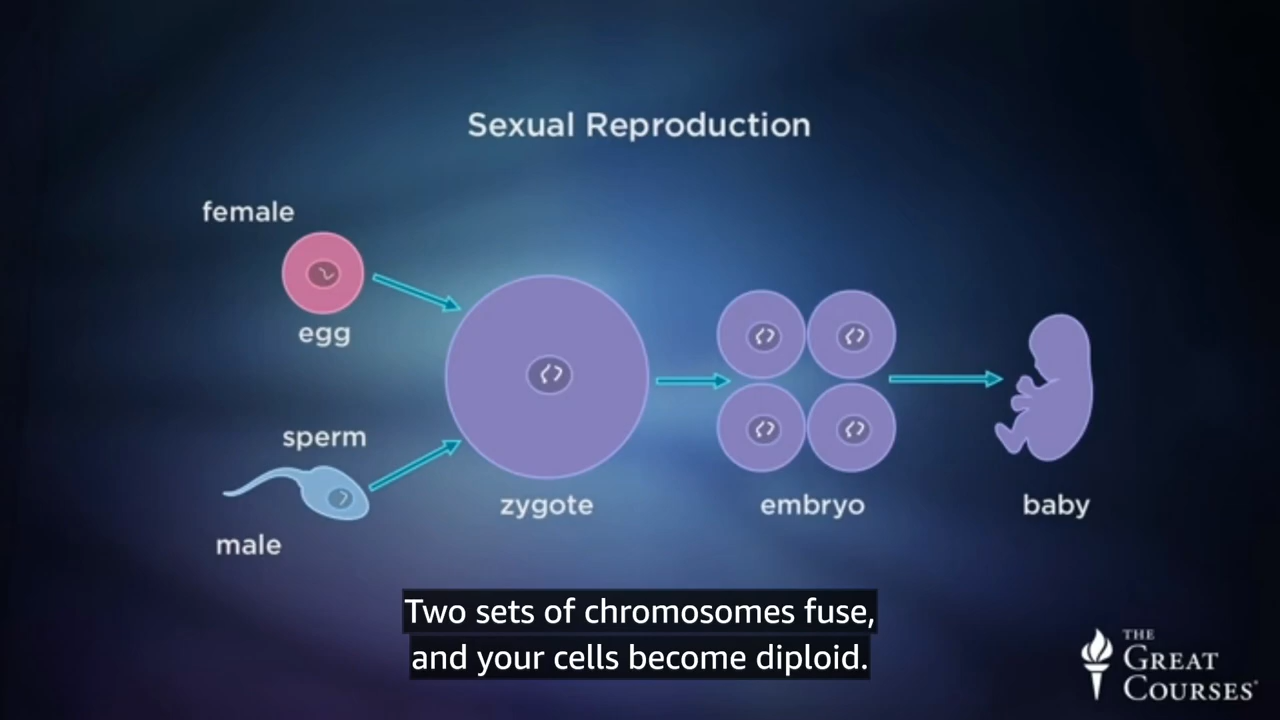 Sexual Reproduction
female
egg
sperm
male
zygote
embryo
baby
Two sets of chromosomes fuse,
and your cells become diploid.
THE
GREAT
COURSES®